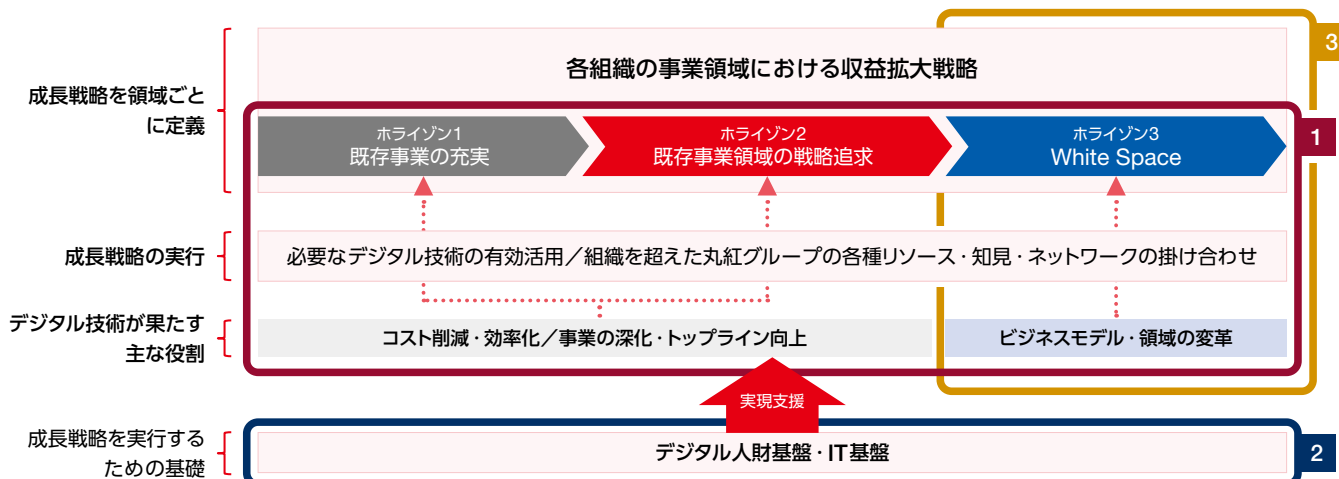 3
各組織の事業領域における収益拡大戦略
成長戦略を領域ごと
に定義
ホライゾン1
既存事業の充実
ホライゾン2
既存事業領域の戦略追求
ホライゾン3
White Space
1
成長戦略の実行
必要なデジタル技術の有効活用／組織を超えた丸紅グループの各種リソース・知見・ネットワークの掛け合わせ
デジタル技術が果たす
主な役割
コスト削減・効率化／事業の深化・トップライン向上
ビジネスモデル・領域の変革
実現支援
成長戦略を実行する
ための基礎
デジタル人財基盤・IT基盤
2